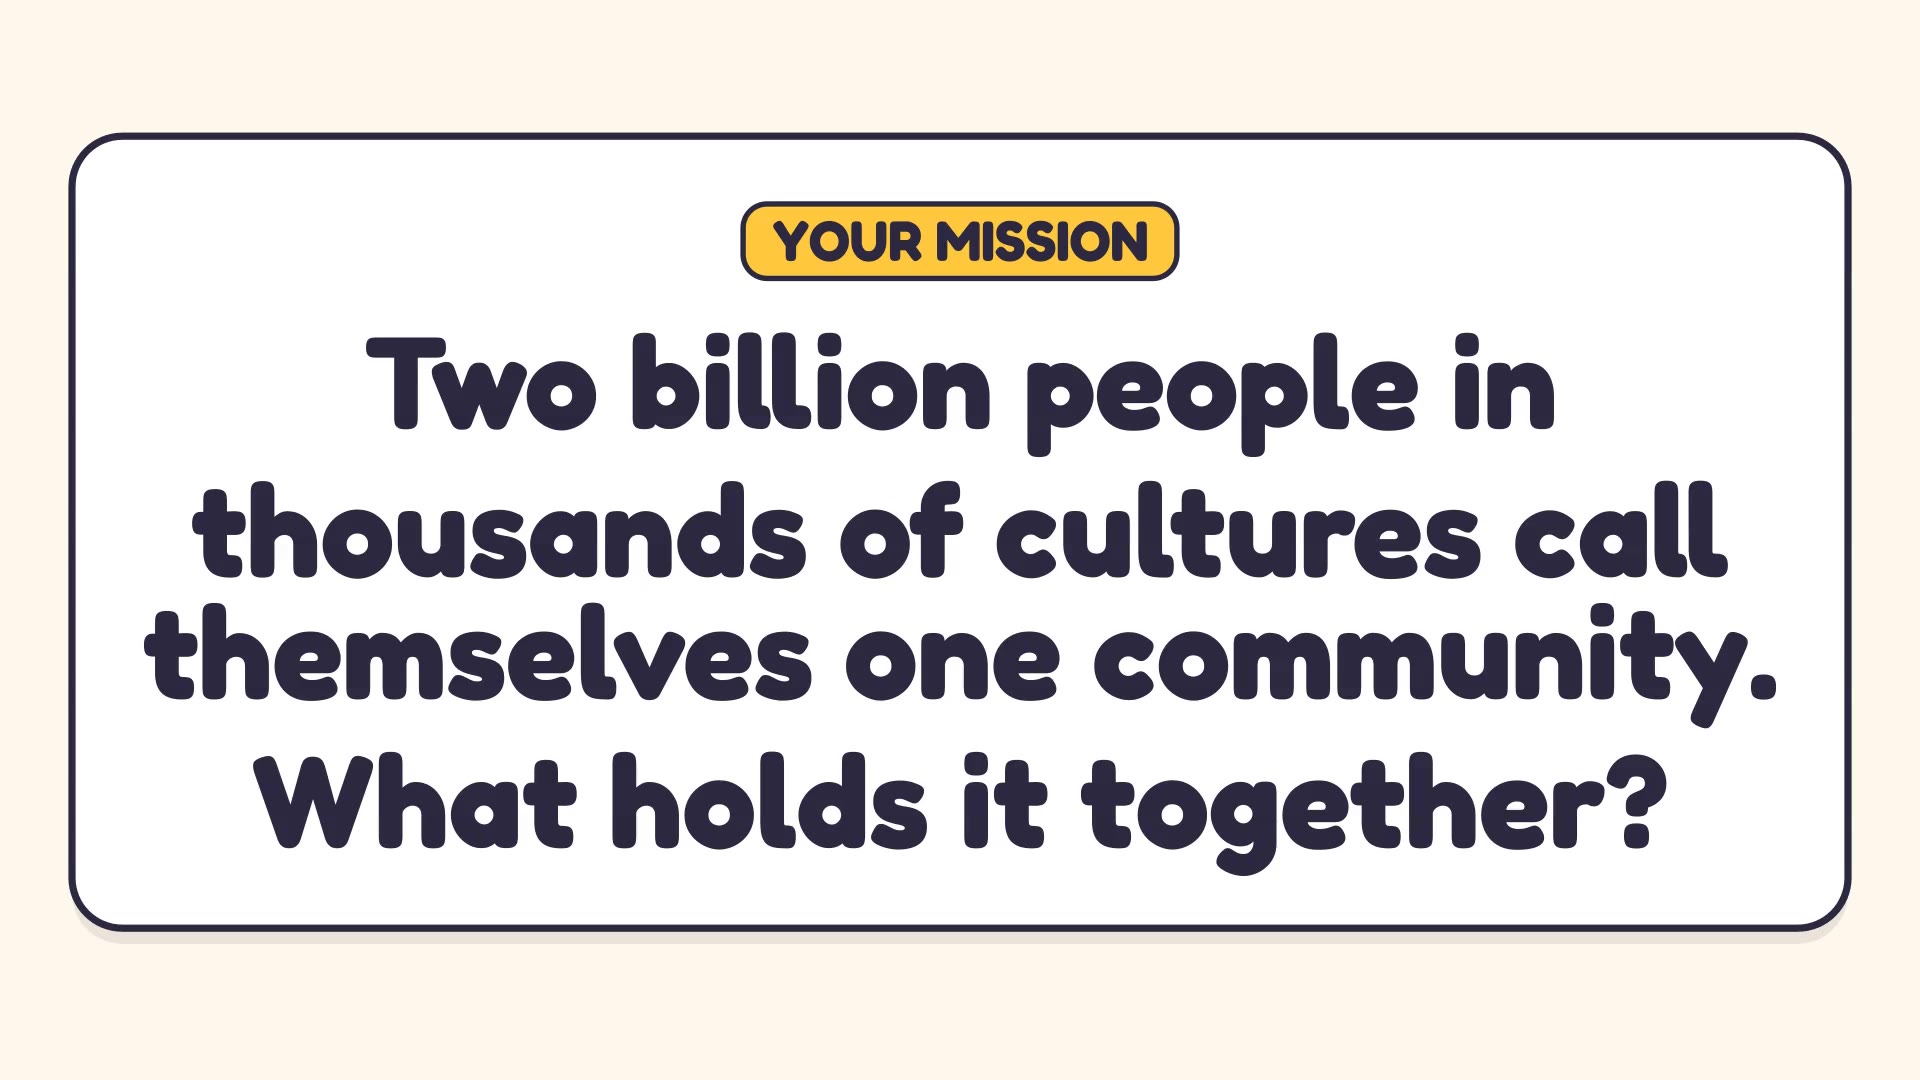 YOUR MISSION
Two billion people in
thousands of cultures call
themselves one community.
What holds it together?